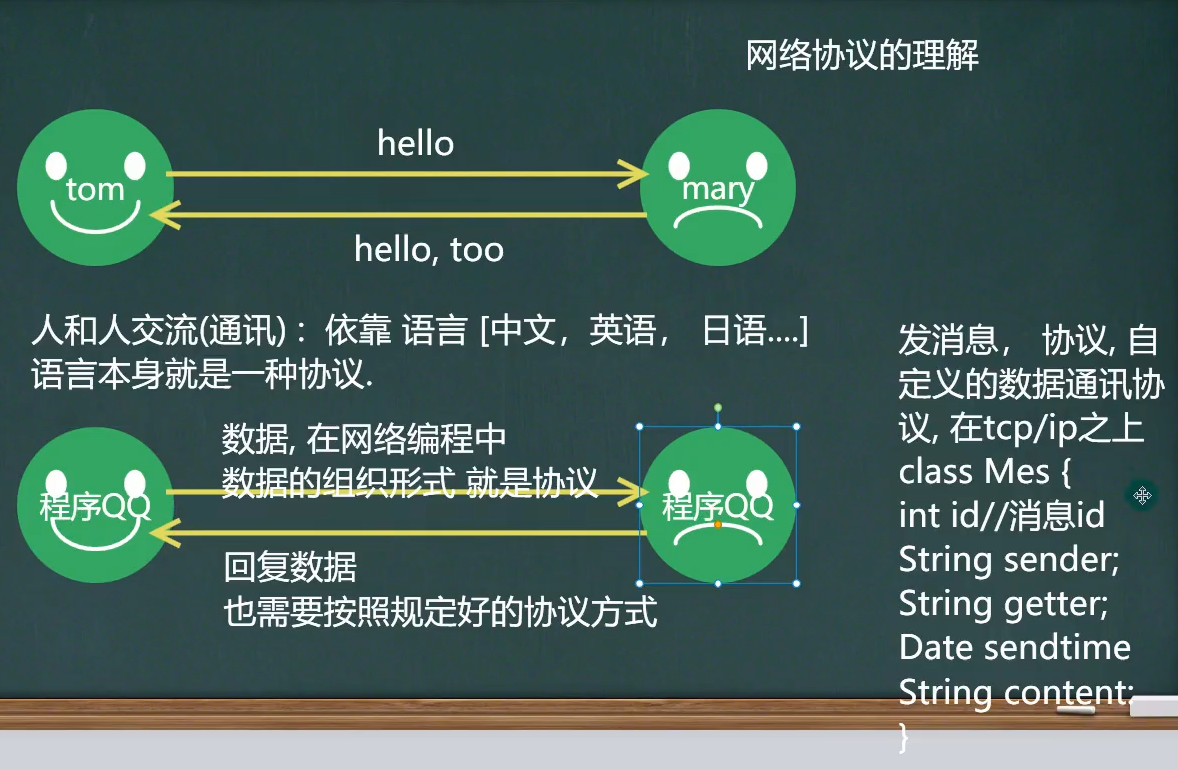 网络协议的理解
hello
tom
mary
hello, too
人和人交流(通讓)：依靠 语言 [中文，英语， 日语....]
语言本身就是一种协议.
数据, 在网络编程中
数据的组织形式 就是协议
程序QQ
程序QQ
回复数据
也需要按照规定好的协议方式
发消息， 协议, 自
定义的数据通讯协
议, 在tcp/ip之上
class Mes {
int id//消息id
String sender;
String getter;
Date sendtime
String content;
}